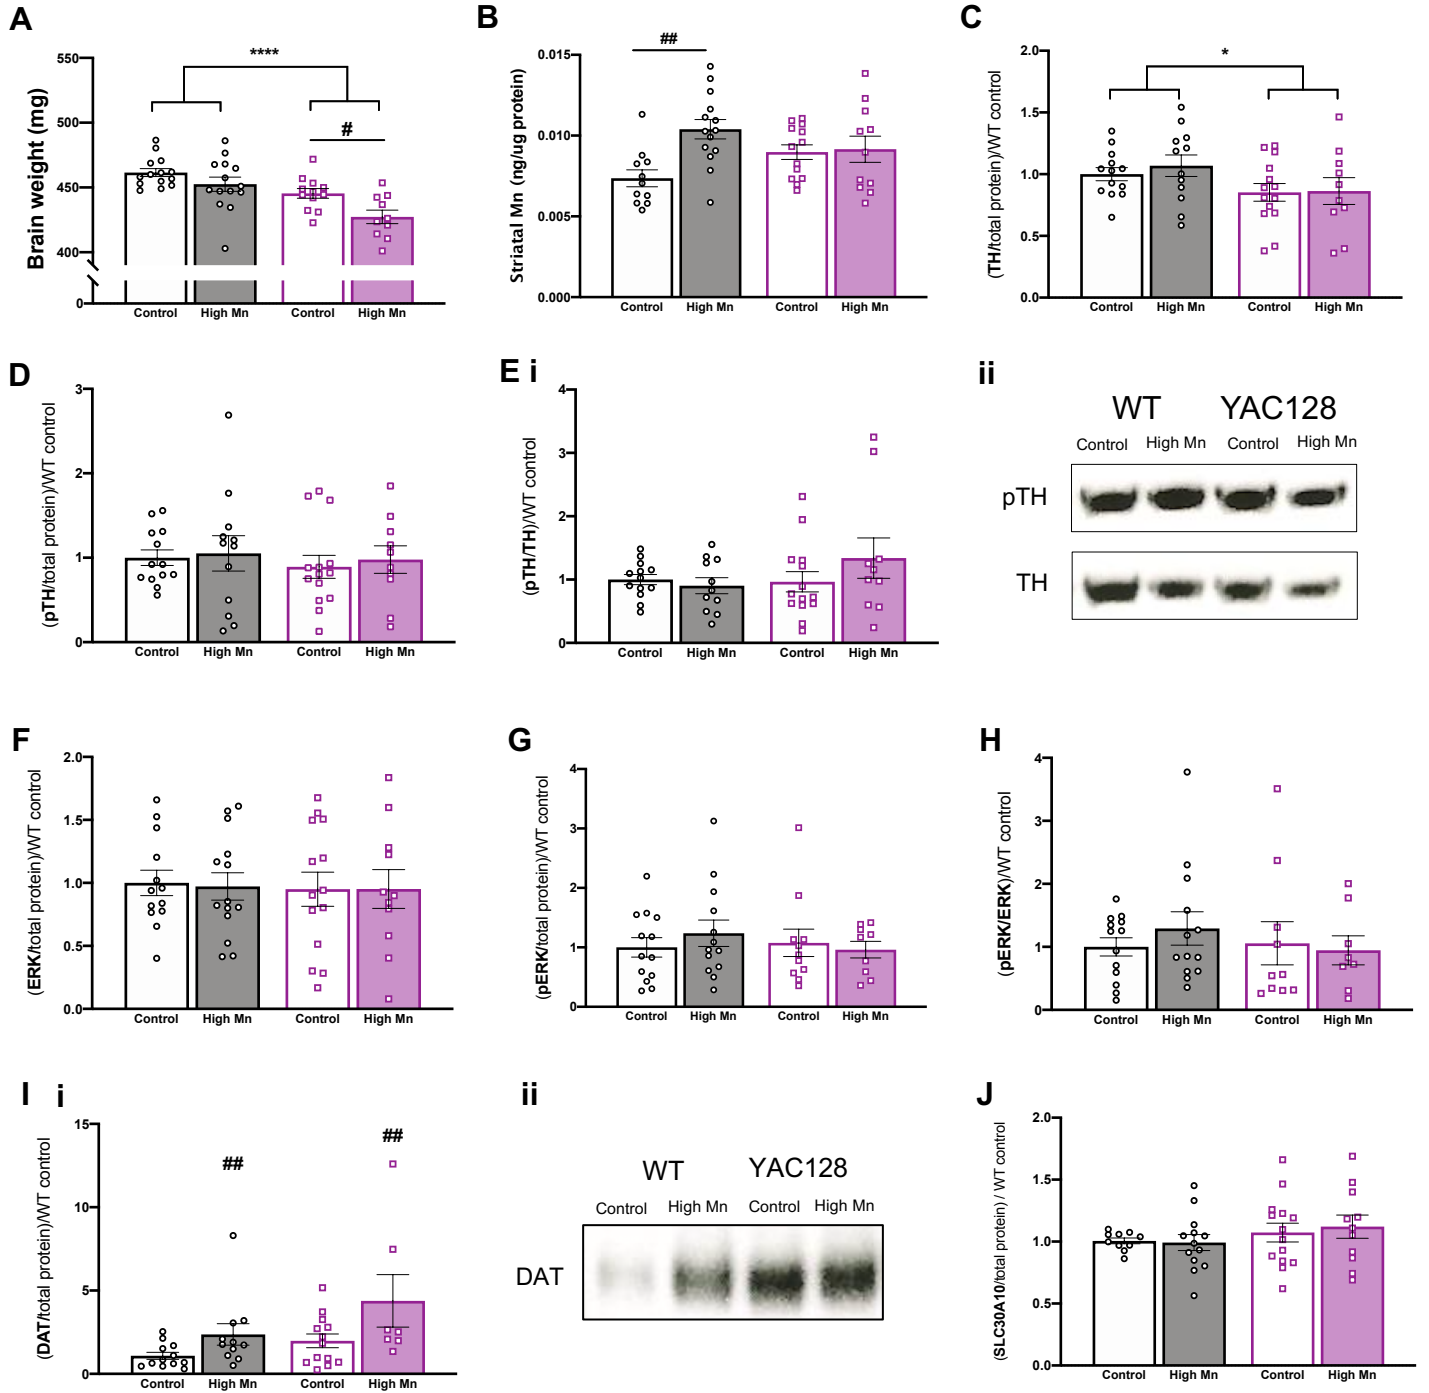 A
Brain weight (mg)
550
500
450
400
0
****
#
Control
High Mn
Control
High Mn
B
Striatal Mn (ng/ug protein)
0.015
0.010
0.005
0.000
##
Control
High Mn
Control
High Mn
C
(TH/total protein)/WT control
2.0
1.5
1.0
0.5
0.0
*
Control
High Mn
Control
High Mn
D
(pTH/total protein)/WT control
3
2
1
0
Control
High Mn
Control
High Mn
E i
(pTH/TH)/WT control
4
3
2
1
0
Control
High Mn
Control
High Mn
ii
WT YAC128
Control High Mn Control High Mn
pTH
TH
F
(ERK/total protein)/WT control
2.0
1.5
1.0
0.5
0.0
Control
High Mn
Control
High Mn
G
(pERK/total protein)/WT control
4
3
2
1
0
Control
High Mn
Control
High Mn
H
(pERK/ERK)/WT control
4
3
2
1
0
Control
High Mn
Control
High Mn
I i
(DAT/total protein)/WT control
15
10
5
0
##
##
Control
High Mn
Control
High Mn
ii
WT YAC128
Control High Mn Control High Mn
DAT
J
(SLC30A10/total protein) / WT control
2.0
1.5
1.0
0.5
0.0
Control
High Mn
Control
High Mn